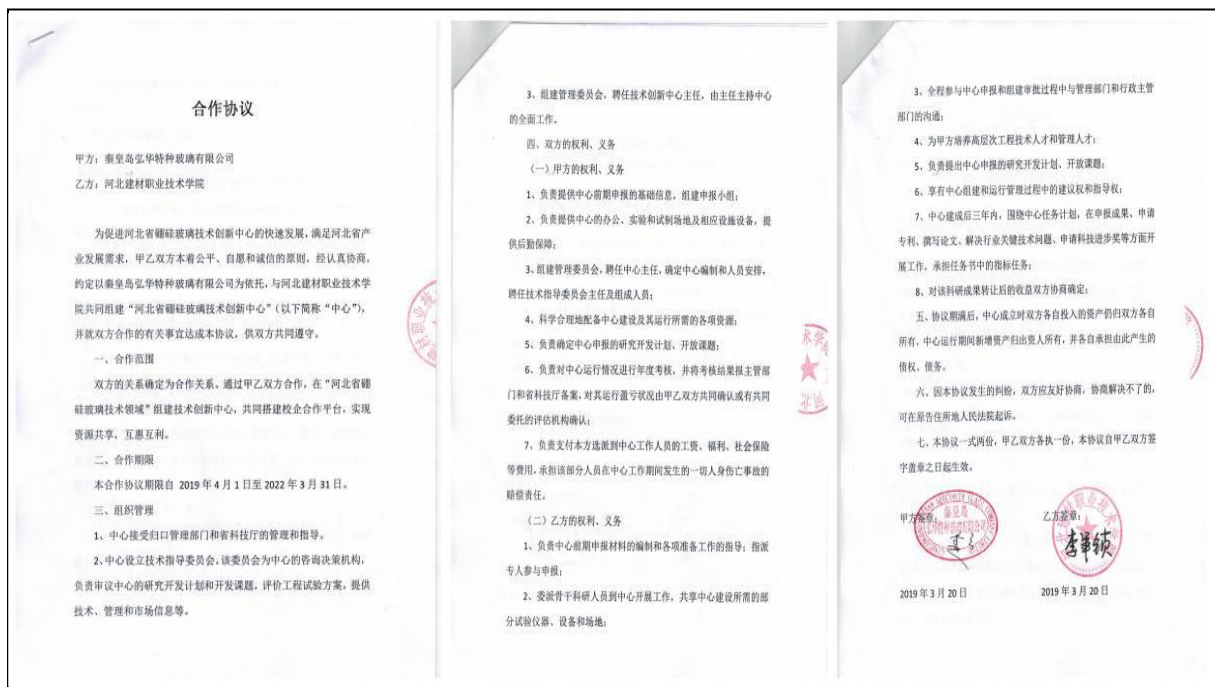 合作协议
甲方：秦皇岛弘华特种玻璃有限公司
乙方：河北建材职业技术学院
为促进河北省硼硅玻璃技术创新中心的快速发展，满足河北省产
业发展需求，甲乙双方本着公平、自愿和诚信的原则，经认真协商，
约定以秦皇岛弘华特种玻璃有限公司为依托，与河北建材职业技术学
院共同组建“河北省硼硅玻璃技术创新中心”（以下简称“中心”），
并就双方合作的有关事宜达成本协议，供双方共同遵守。
一、合作范围
双方的关系确定为合作关系，通过甲乙双方合作，在“河北省硼
硅玻璃技术领域”组建技术创新中心，共同搭建校企合作平台，实现
资源共享，互惠互利。
二、合作期限
本合作协议期限自 2019 年 4 月 1 日至 2022 年 3 月 31 日。
三、组织管理
1、中心接受归口管理部门和省科技厅的管理和指导。
2、中心设立技术指导委员会。该委员会为中心的咨询决策机构，
负责审议中心的研究开发计划和开发课题，评价工程试验方案，提供
技术、管理和市场信息等。
3、组建管理委员会，聘任技术创新中心主任，由主任主持中心
的全面工作。
四、双方的权利、义务
（一）甲方的权利、义务
1、负责提供中心前期申报的基础信息，组建申报小组；
2、负责提供中心的办公、实验和试制场地及相应设施设备，提
供后勤保障；
3、组建管理委员会，聘任中心主任，确定中心编制和人员安排，
聘任技术指导委员会主任及组成人员；
4、科学合理地配备中心建设及其运行所需的各项资源；
5、负责确定中心申报的研究开发计划、开放课题；
6、负责对中心运行情况进行年度考核，并将考核结果报主管部
门和省科技厅备案，对其运行盈亏状况由甲乙双方共同确认或有共同
委托的评估机构确认；
7、负责支付本方选派到中心工作人员的工资、福利、社会保险
等费用，承担该部分人员在中心工作期间发生的一切人身伤亡事故的
赔偿责任。
（二）乙方的权利、义务
1、负责中心前期申报材料的编制和各项准备工作的指导；指派
专人参与申报；
2、委派骨干科研人员到中心开展工作，共享中心建设所需的部
分试验仪器、设备和场地；
3、全程参与中心申报和组建审批过程中与管理部门和行政主管
部门的沟通；
4、为甲方培养高层次工程技术人才和管理人才；
5、负责提出中心申报的研究开发计划、开放课题；
6、享有中心组建和运行管理过程中的建议权和指导权；
7、中心建成后三年内，围绕中心任务计划，在申报成果、申请
专利、撰写论文、解决行业关键技术问题、申请科技进步奖等方面开
展工作，承担任务书中的指标任务；
8、对该科研成果转让后的收益双方协商确定；
五、协议期满后，中心成立时双方各自投入的资产仍归双方各自
所有，中心运行期间新增资产归出资人所有，并各自承担由此产生的
债权、债务。
六、因本协议发生的纠纷，双方应友好协商，协商解决不了的，
可在原告住所地人民法院起诉。
七、本协议一式两份，甲乙双方各执一份，本协议自甲乙双方签
字盖章之日起生效。
甲方签章：
乙方签章：
2019 年 3 月 20 日
2019 年 3 月 20 日